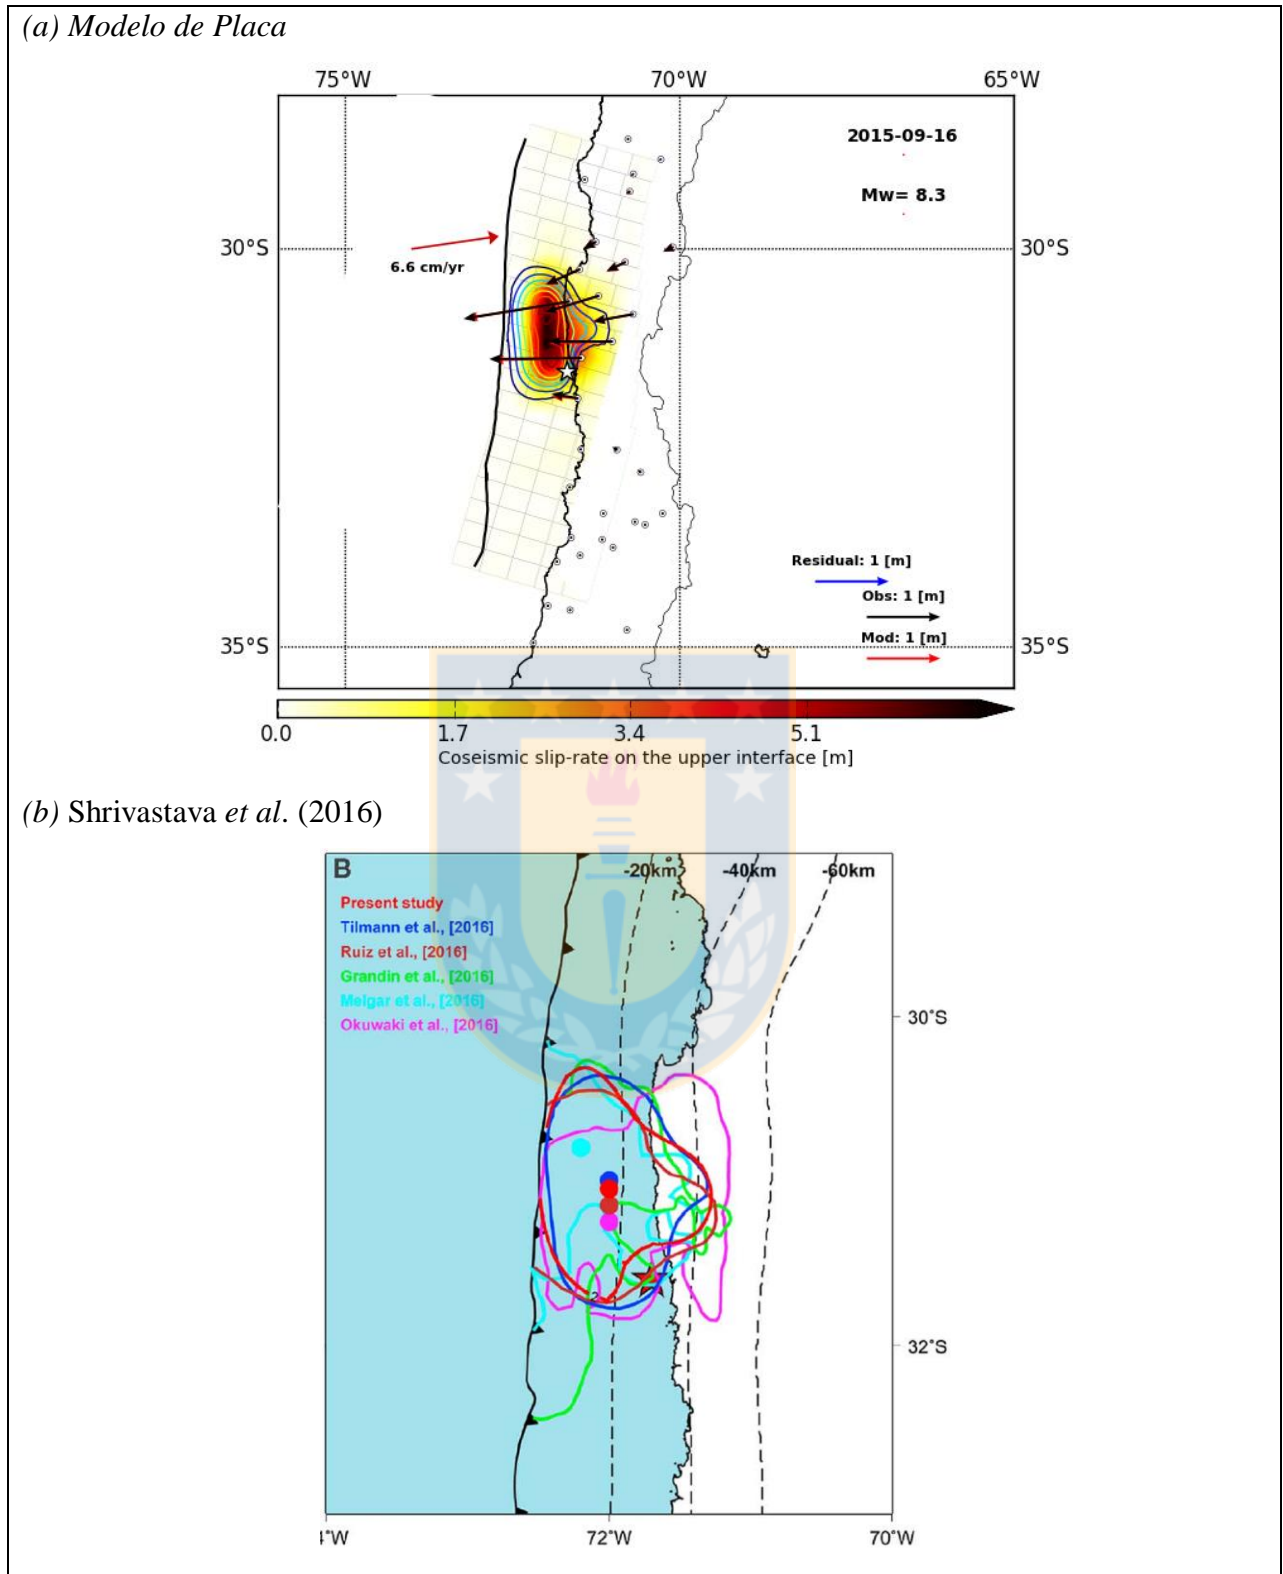 (a) Modelo de Placa
75°W 70°W 65°W
2015-09-16
Mw= 8.3
30°S 30°S
6.6 cm/yr
Residual: 1 [m]
Obs: 1 [m]
Mod: 1 [m]
35°S 35°S
0.0 1.7 3.4 5.1
Coseismic slip-rate on the upper interface [m]
(b) Shrivastava et al. (2016)
B -20km -40km -60km
Present study
Tilmann et al., [2016]
Ruiz et al., [2016]
Grandin et al., [2016]
Melgar et al., [2016]
Okuwaki et al., [2016]
30°S
2
32°S
72°W 70°W